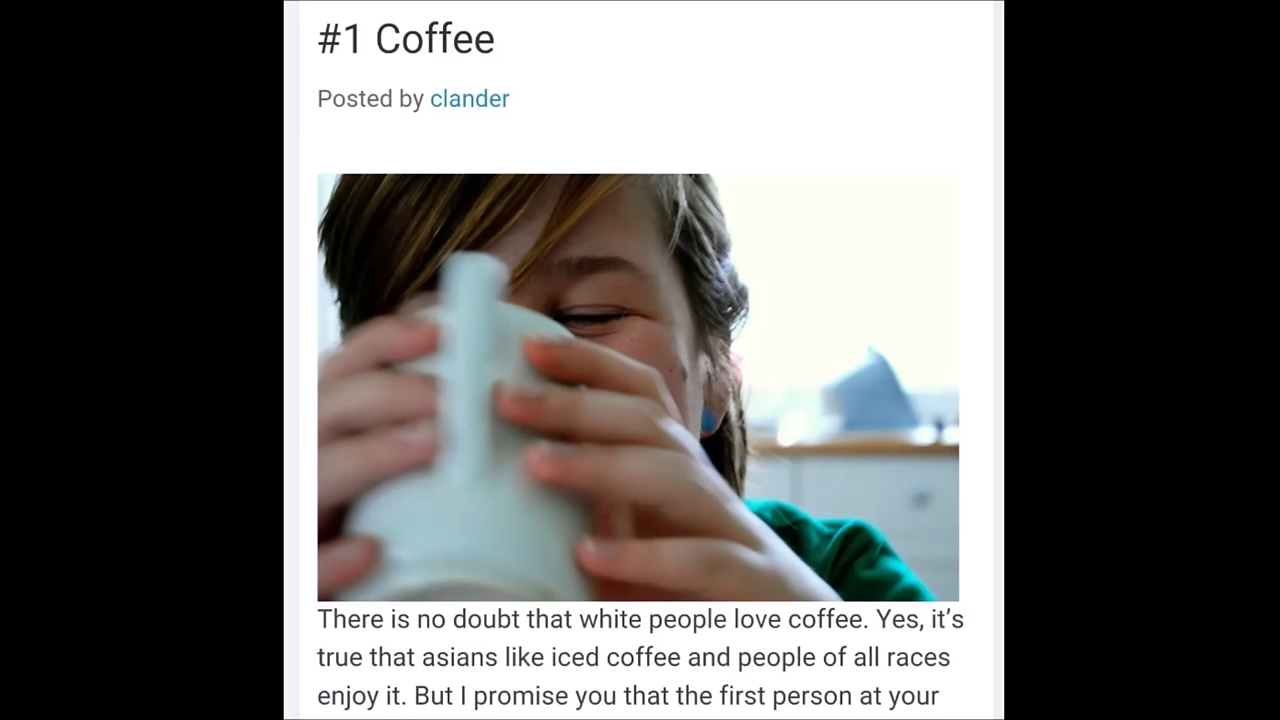 #1 Coffee
Posted by clander
There is no doubt that white people love coffee. Yes, it’s
true that asians like iced coffee and people of all races
enjoy it. But I promise you that the first person at your